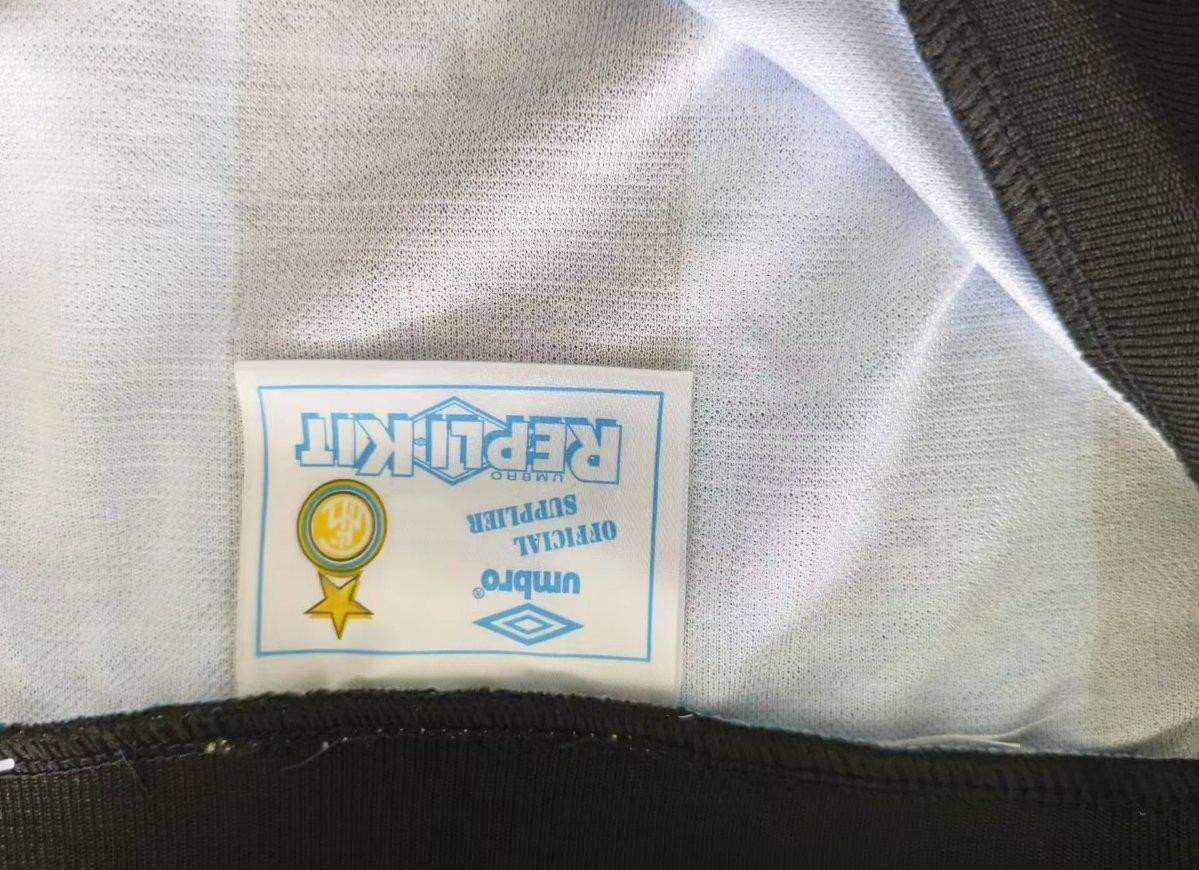 umbro®
OFFICIAL
SUPPLIER
UMBRO
REPLI-KIT